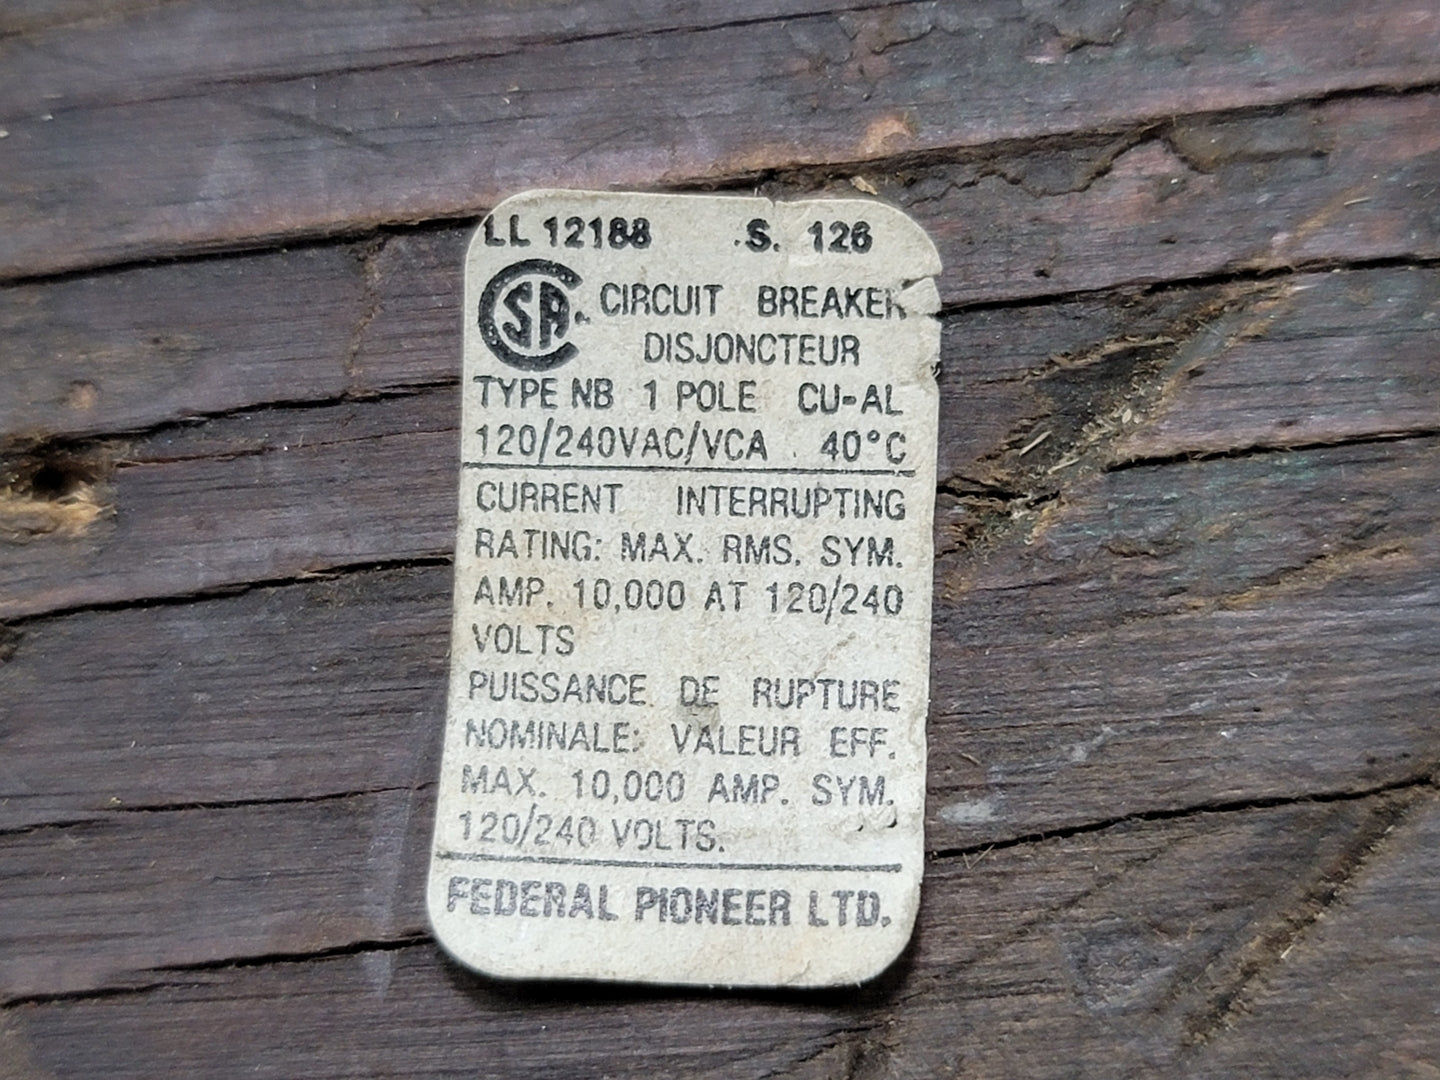 LL 12188 S. 126
CSA CIRCUIT BREAKER
DISJONCTEUR
TYPE NB 1 POLE CU-AL
120/240VAC/VCA 40°C
CURRENT INTERRUPTING
RATING: MAX. RMS. SYM.
AMP. 10,000 AT 120/240
VOLTS
PUISSANCE DE RUPTURE
NOMINALE: VALEUR EFF.
MAX. 10,000 AMP. SYM.
120/240 VOLTS.
FEDERAL PIONEER LTD.